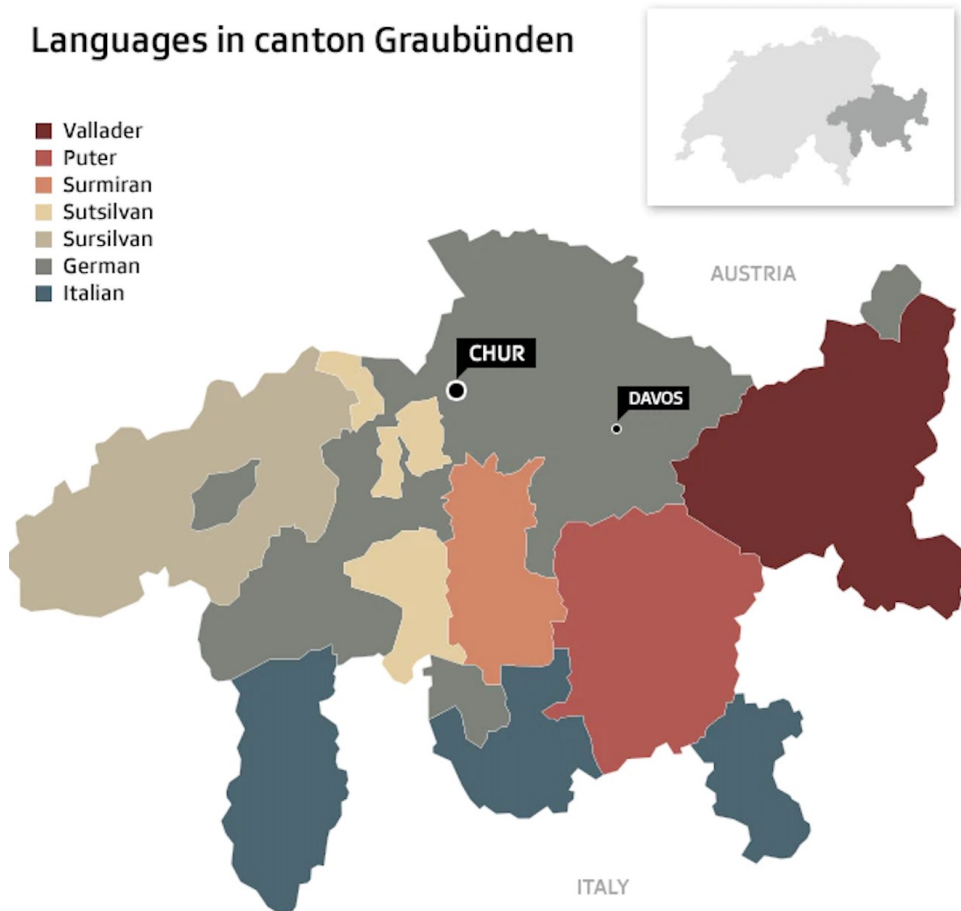 Languages in canton Graubünden
Vallader
Puter
Surmiran
Sutsilvan
Sursilvan
German
Italian
AUSTRIA
CHUR
DAVOS
ITALY